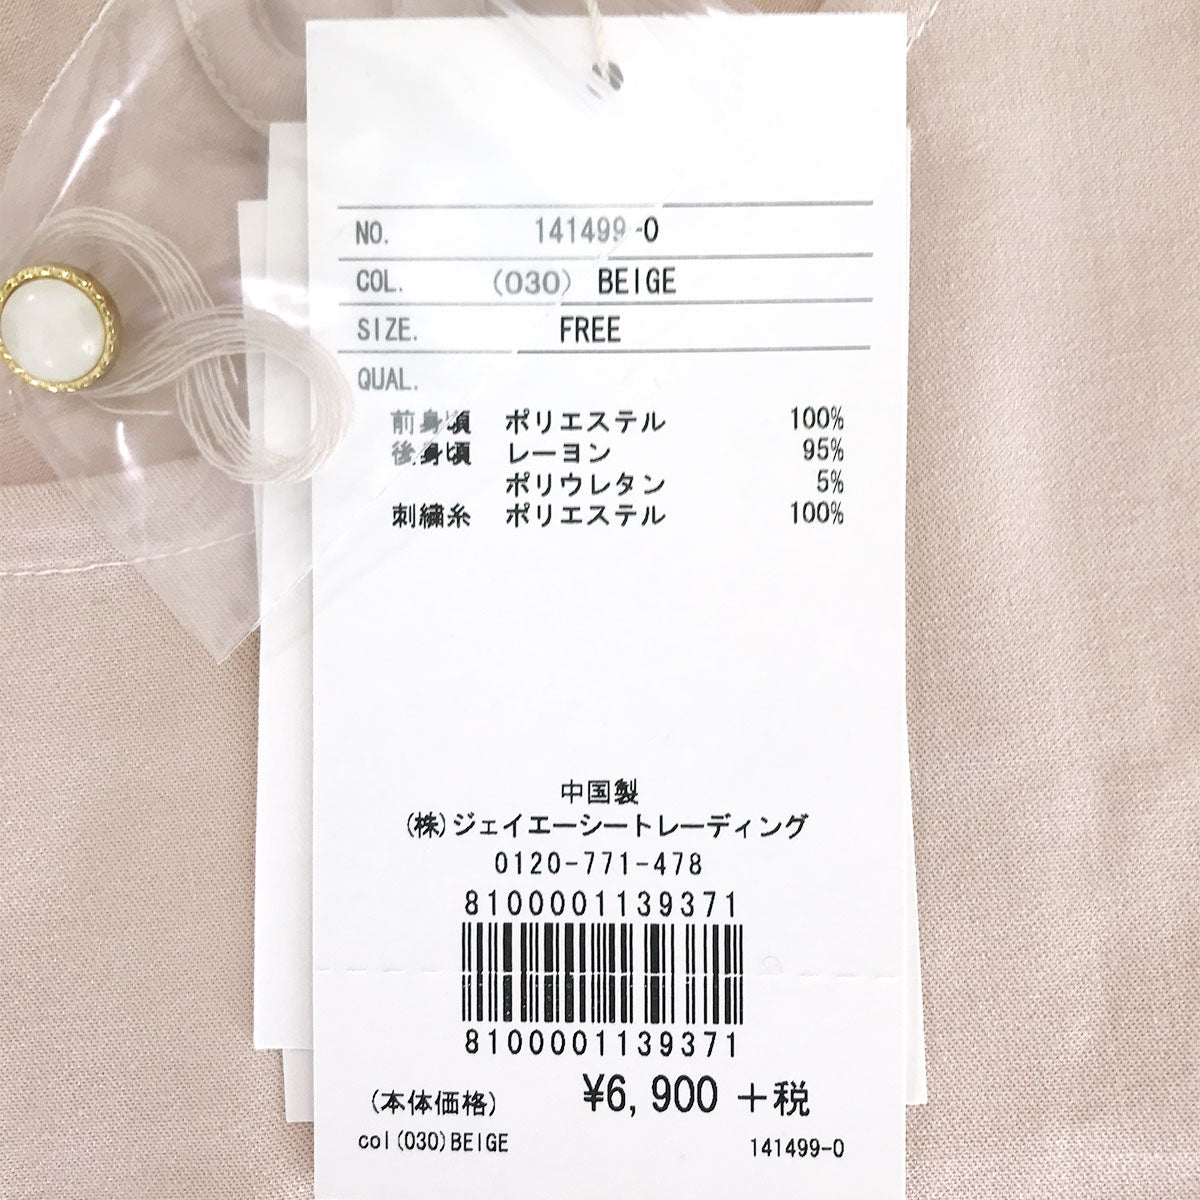 NO. 141499-0
COL. (030) BEIGE
SIZE. FREE
QUAL.
前身頃 ポリエステル 100%
後身頃 レーヨン 95%
ポリウレタン 5%
刺繍糸 ポリエステル 100%
中国製
(株)ジェイエーシートレーディング
0120-771-478
8100001139371
8100001139371
(本体価格) ¥6,900 +税
col(030)BEIGE 141499-0